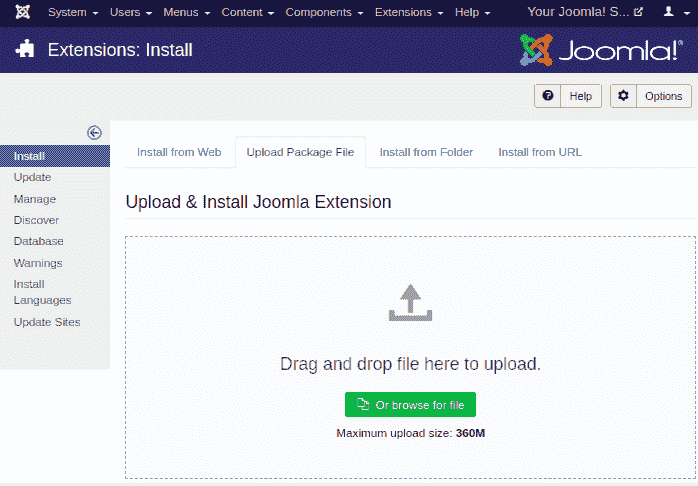 System Users Menus Content Components Extensions Help Your Joomla! S...
Extensions: Install
Joomla!®
Help Options
Install from Web Upload Package File Install from Folder Install from URL
Install
Update
Manage
Discover
Database
Warnings
Install
Languages
Update Sites
Upload & Install Joomla Extension
Drag and drop file here to upload.
Or browse for file
Maximum upload size: 360M